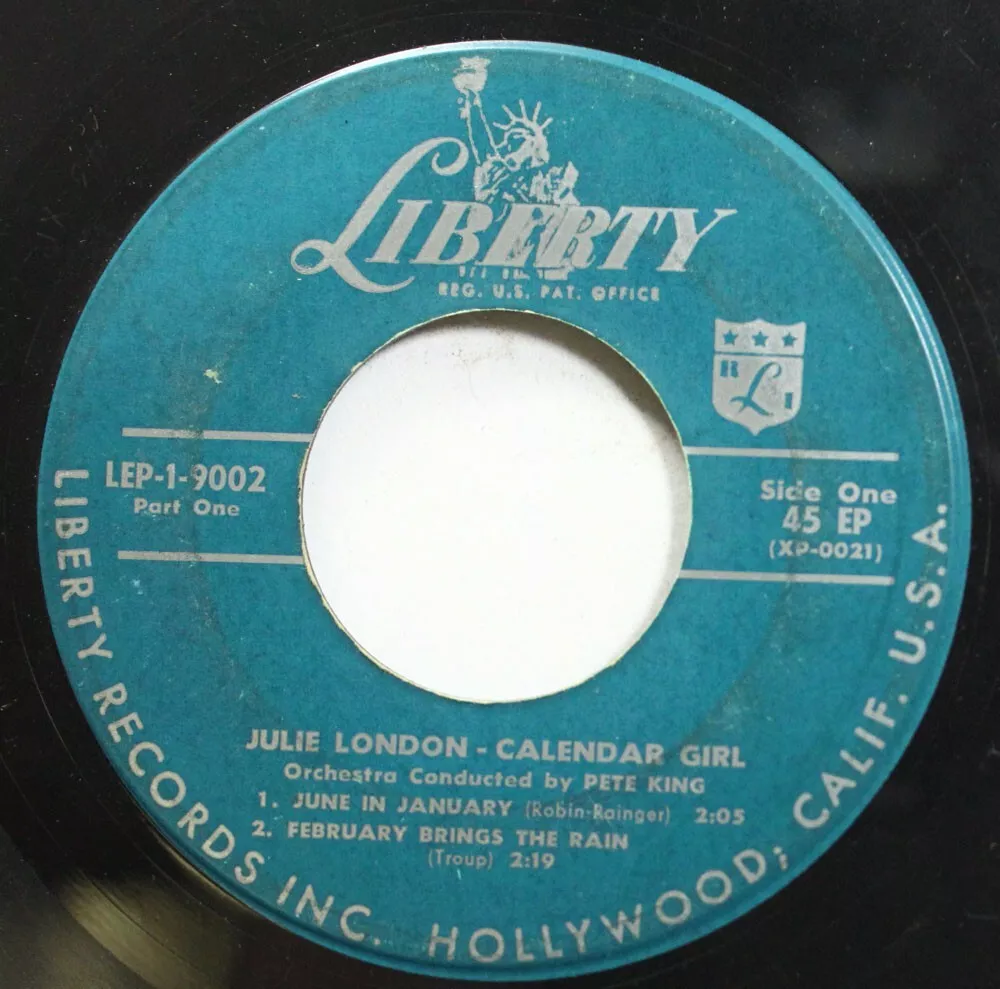 LIBERTY
REG. U.S. PAT. OFFICE
R L I
LEP-1-9002
Part One
Side One
45 EP
(XP-0021)
JULIE LONDON - CALENDAR GIRL
Orchestra Conducted by PETE KING
1. JUNE IN JANUARY (Robin-Rainger) 2:05
2. FEBRUARY BRINGS THE RAIN
(Troup) 2:19
LIBERTY RECORDS INC. HOLLYWOOD, CALIF. U.S.A.